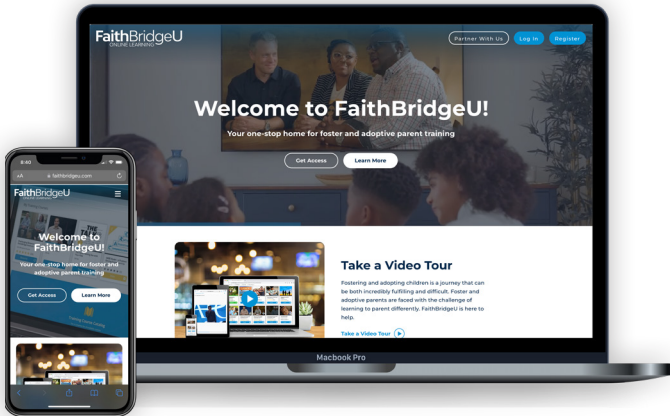 FaithBridgeU
ONLINE LEARNING
Partner With Us
Log In
Register
Welcome to FaithBridgeU!
Your one-stop home for foster and adoptive parent training
Get Access
Learn More
Take a Video Tour
Fostering and adopting children is a journey that can
be both incredibly fulfilling and difficult. Foster and
adoptive parents are faced with the challenge of
learning to parent differently. FaithBridgeU is here to
help.
Take a Video Tour
Macbook Pro
8:40
AA
faithbridgeu.com
FaithBridgeU
ONLINE LEARNING
Welcome to
FaithBridgeU!
Your one-stop home for foster and
adoptive parent training
Get Access
Learn More